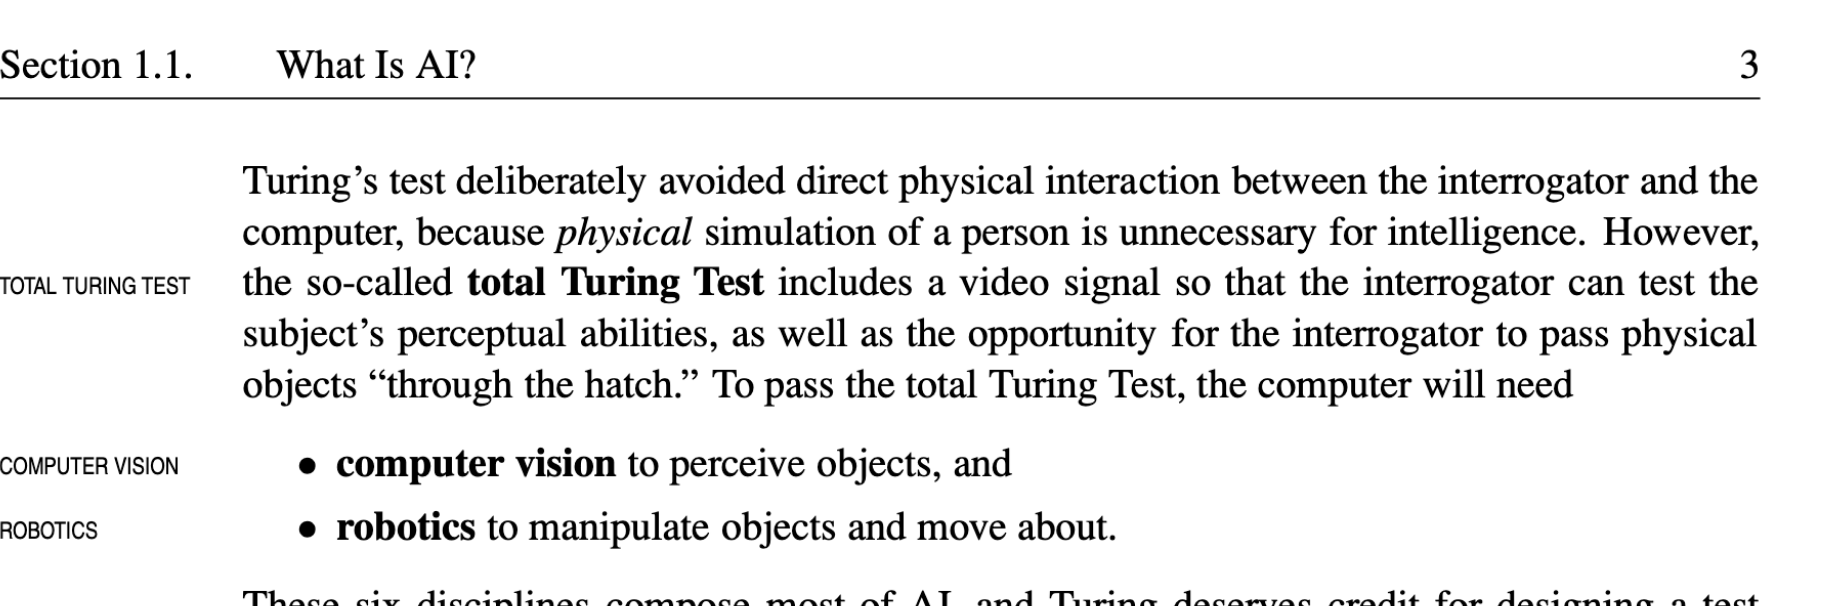 Section 1.1. What Is AI? 3
Turing’s test deliberately avoided direct physical interaction between the interrogator and the
computer, because physical simulation of a person is unnecessary for intelligence. However,
TOTAL TURING TEST the so-called total Turing Test includes a video signal so that the interrogator can test the
subject’s perceptual abilities, as well as the opportunity for the interrogator to pass physical
objects “through the hatch.” To pass the total Turing Test, the computer will need
COMPUTER VISION • computer vision to perceive objects, and
ROBOTICS • robotics to manipulate objects and move about.
These six disciplines compose most of AI, and Turing deserves credit for designing a test